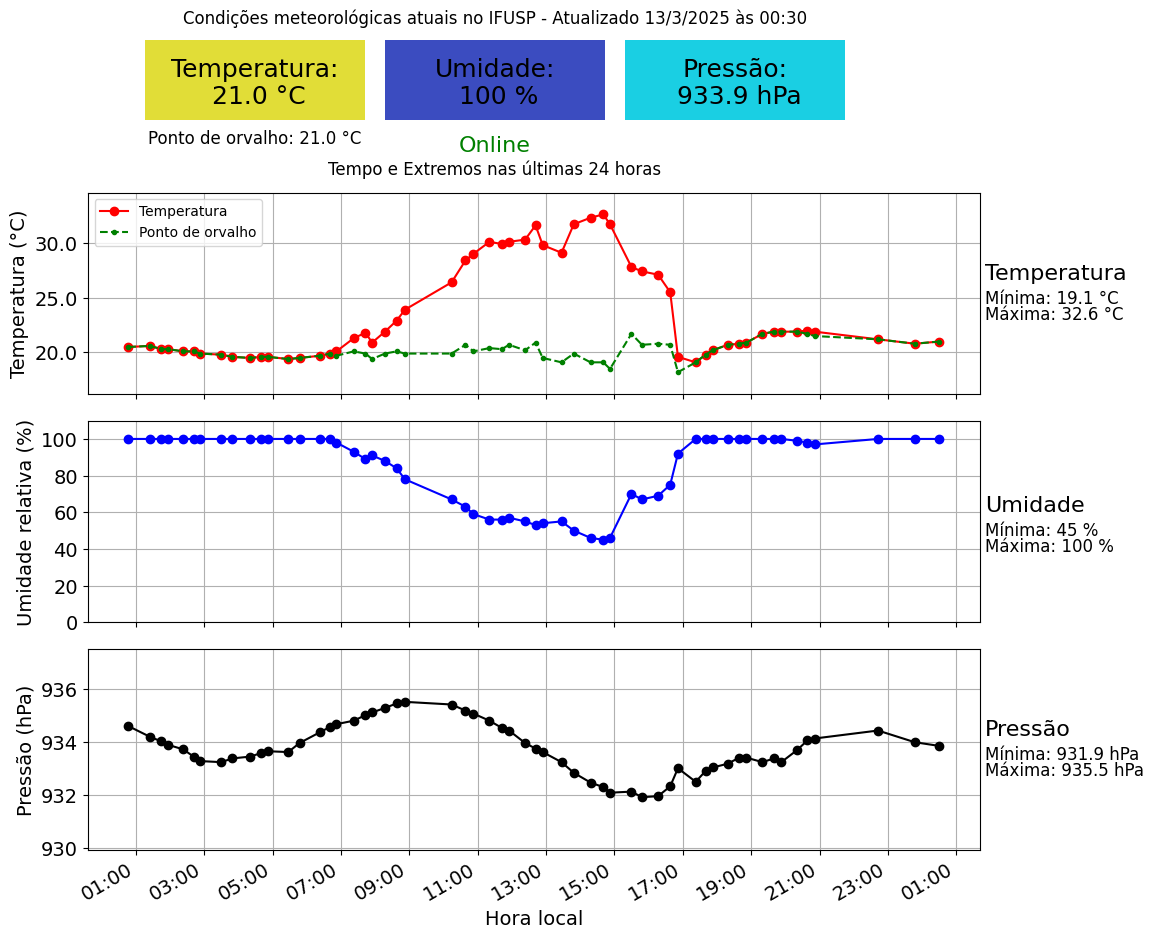 Condições meteorológicas atuais no IFUSP - Atualizado 13/3/2025 às 00:30
Temperatura:
21.0 °C
Umidade:
100 %
Pressão:
933.9 hPa
Ponto de orvalho: 21.0 °C
Online
Tempo e Extremos nas últimas 24 horas
Temperatura (°C)
30.0
25.0
20.0
Temperatura
Ponto de orvalho
Temperatura
Mínima: 19.1 °C
Máxima: 32.6 °C
Umidade relativa (%)
100
80
60
40
20
0
Umidade
Mínima: 45 %
Máxima: 100 %
Pressão (hPa)
936
934
932
930
Pressão
Mínima: 931.9 hPa
Máxima: 935.5 hPa
01:00 03:00 05:00 07:00 09:00 11:00 13:00 15:00 17:00 19:00 21:00 23:00 01:00
Hora local